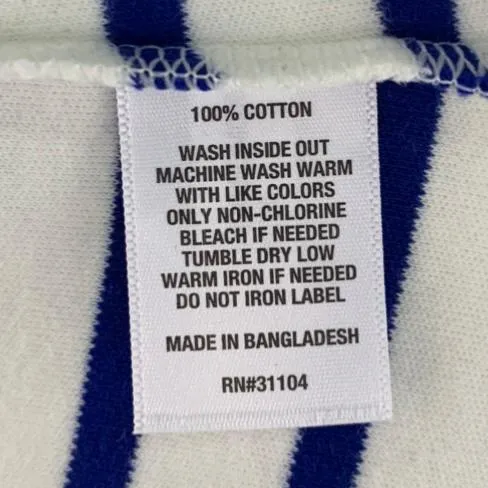 100% COTTON
WASH INSIDE OUT
MACHINE WASH WARM
WITH LIKE COLORS
ONLY NON-CHLORINE
BLEACH IF NEEDED
TUMBLE DRY LOW
WARM IRON IF NEEDED
DO NOT IRON LABEL
MADE IN BANGLADESH
RN#31104